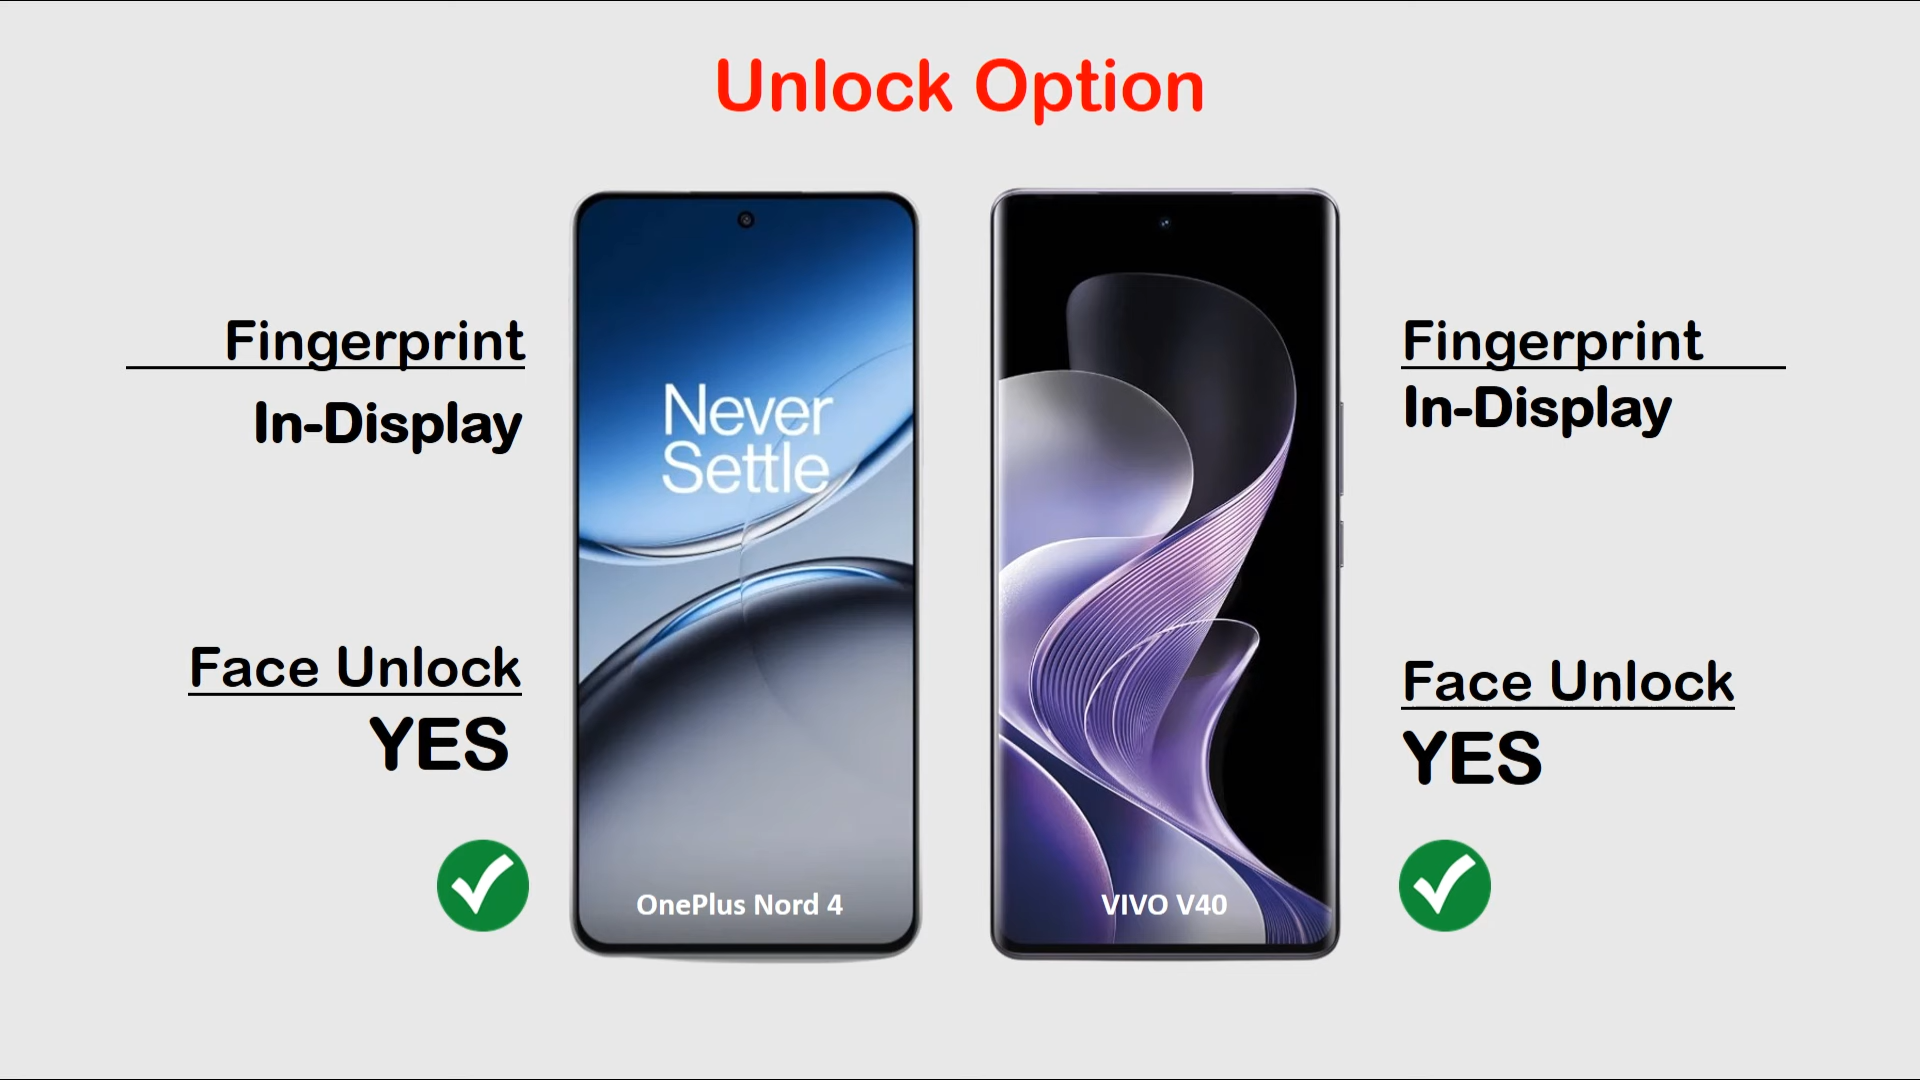 Unlock Option
Fingerprint
In-Display
Face Unlock
YES
Never
Settle
OnePlus Nord 4
VIVO V40
Fingerprint
In-Display
Face Unlock
YES